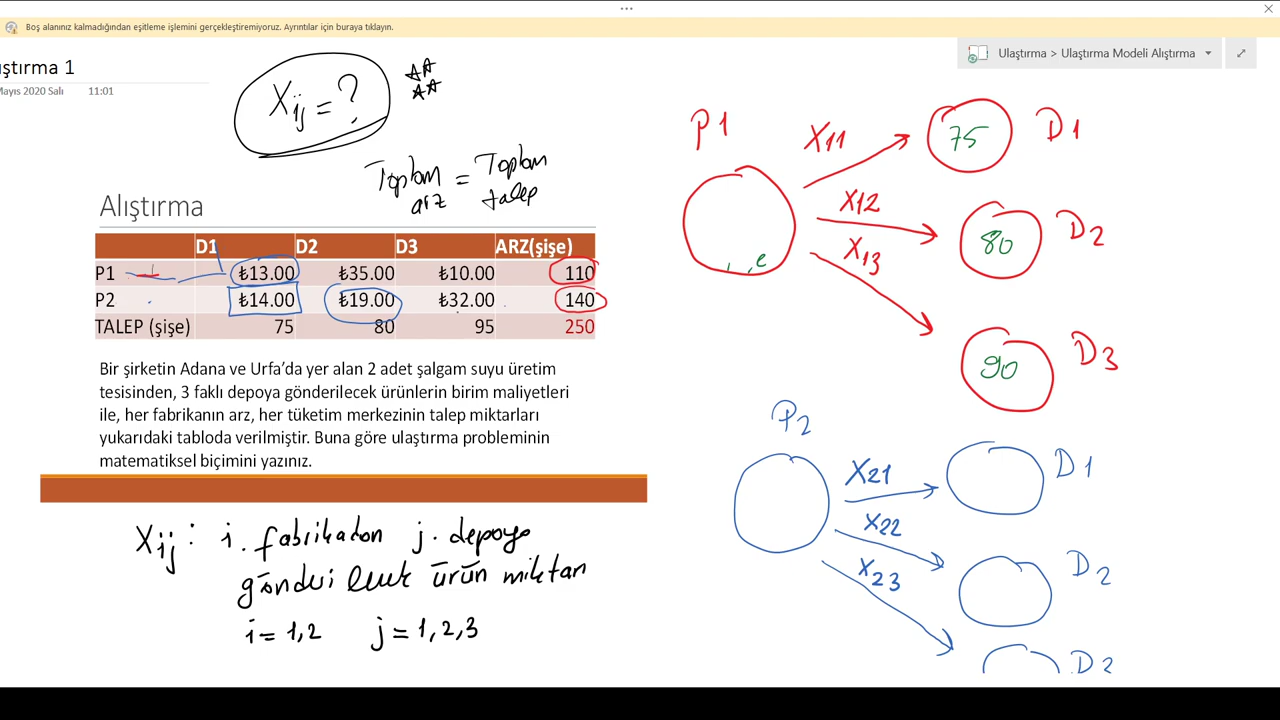 •••
Boş alanınız kalmadığından eşitleme işlemini gerçekleştiremiyoruz. Ayrıntılar için buraya tıklayın.
ıştırma 1
Mayıs 2020 Salı 11:01
Ulaştırma > Ulaştırma Modeli Alıştırma
Xij = ?
Toplam arz = Toplam talep
Alıştırma
D1 D2 D3 ARZ(şişe)
P1 ₺13.00 ₺35.00 ₺10.00 110
P2 ₺14.00 ₺19.00 ₺32.00 140
TALEP (şişe) 75 80 95 250
Bir şirketin Adana ve Urfa’da yer alan 2 adet şalgam suyu üretim
tesisinden, 3 faklı depoya gönderilecek ürünlerin birim maliyetleri
ile, her fabrikanın arz, her tüketim merkezinin talep miktarları
yukarıdaki tabloda verilmiştir. Buna göre ulaştırma probleminin
matematiksel biçimini yazınız.
Xij : i. fabrikadan j. depoya
gönderilecek ürün miktarı
i = 1,2 j = 1,2,3
P1
X11 75 D1
X12 80 D2
X13 90 D3
P2
X21 D1
X22 D2
X23